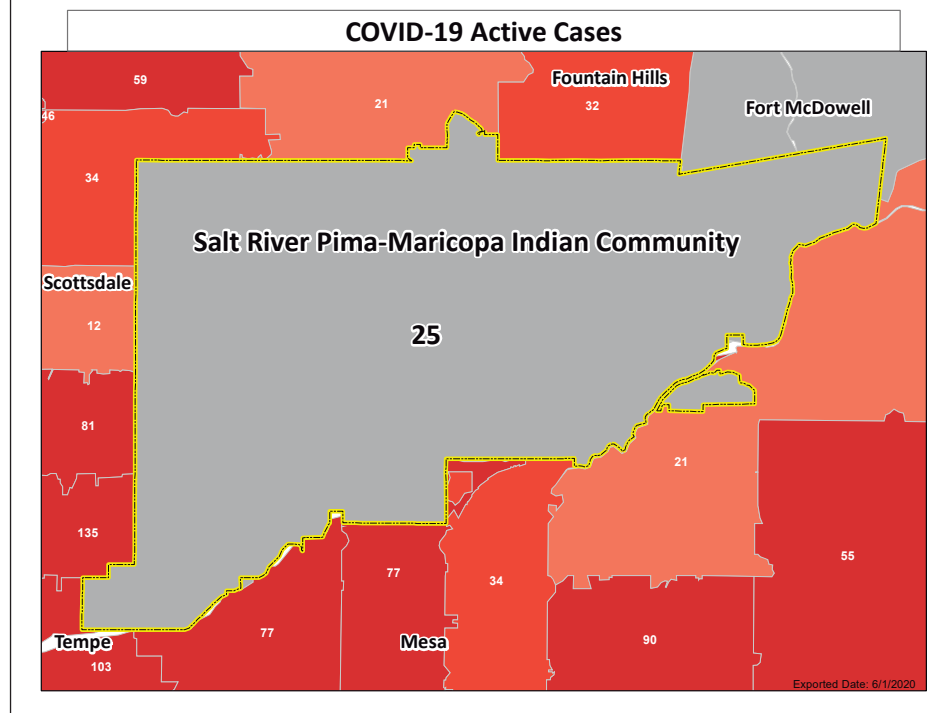 COVID-19 Active Cases
59
21
Fountain Hills
32
Fort McDowell
46
34
Salt River Pima-Maricopa Indian Community
Scottsdale
12
25
81
21
135
55
77
34
77
90
Tempe
Mesa
103
Exported Date: 6/1/2020